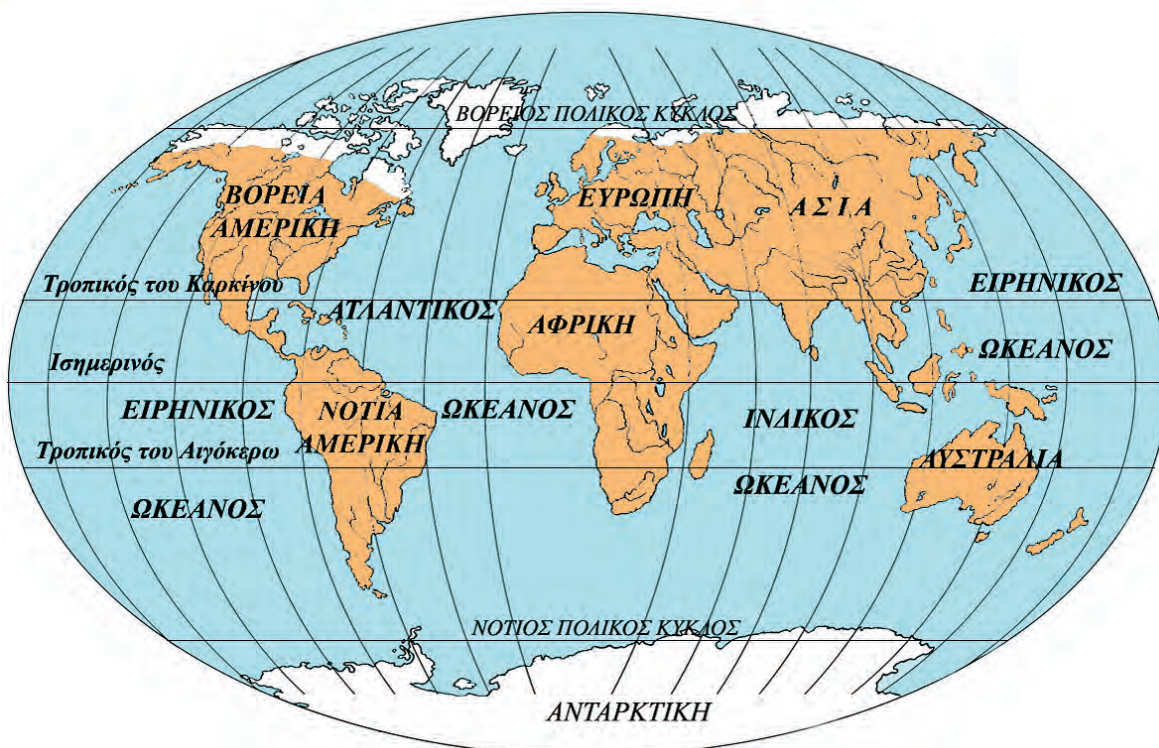 ΒΟΡΕΙΟΣ ΠΟΛΙΚΟΣ ΚΥΚΛΟΣ
ΒΟΡΕΙΑ
ΑΜΕΡΙΚΗ
ΕΥΡΩΠΗ
ΑΣΙΑ
Τροπικός του Καρκίνου
ΑΤΛΑΝΤΙΚΟΣ
ΑΦΡΙΚΗ
ΕΙΡΗΝΙΚΟΣ
ΩΚΕΑΝΟΣ
Ισημερινός
ΕΙΡΗΝΙΚΟΣ
ΝΟΤΙΑ
ΑΜΕΡΙΚΗ
ΩΚΕΑΝΟΣ
ΙΝΔΙΚΟΣ
Τροπικός του Αιγόκερω
ΑΥΣΤΡΑΛΙΑ
ΩΚΕΑΝΟΣ
ΩΚΕΑΝΟΣ
ΝΟΤΙΟΣ ΠΟΛΙΚΟΣ ΚΥΚΛΟΣ
ΑΝΤΑΡΚΤΙΚΗ